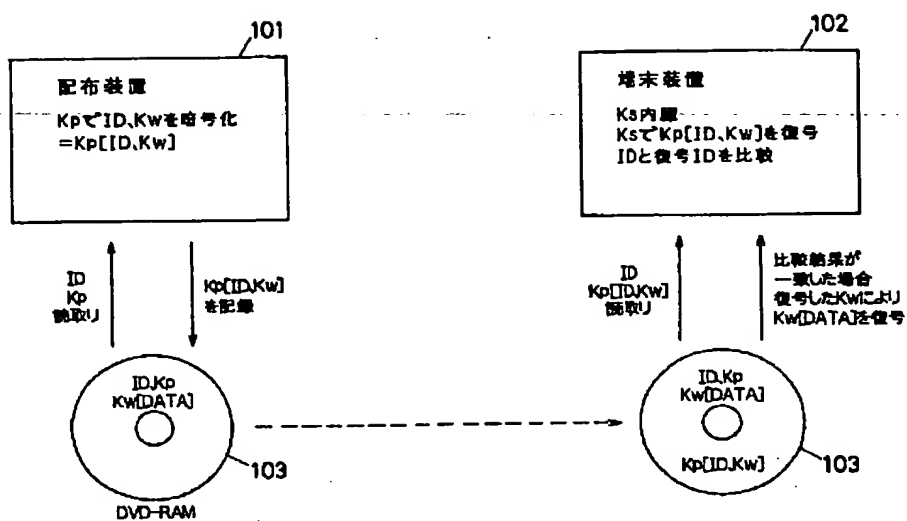 101
配布装置
KpでID、Kwを暗号化
=Kp[ID、Kw]
ID
Kp
読取り
Kp[ID,Kw]
を記録
ID,Kp
Kw[DATA]
103
DVD-RAM
102
端末装置
Ks内蔵
KsでKp[ID、Kw]を復号
IDと復号IDを比較
ID
Kp[ID,Kw]
読取り
比較結果が
一致した場合
復号したKwにより
Kw[DATA]を復号
ID,Kp
Kw[DATA]
Kp[ID,Kw]
103